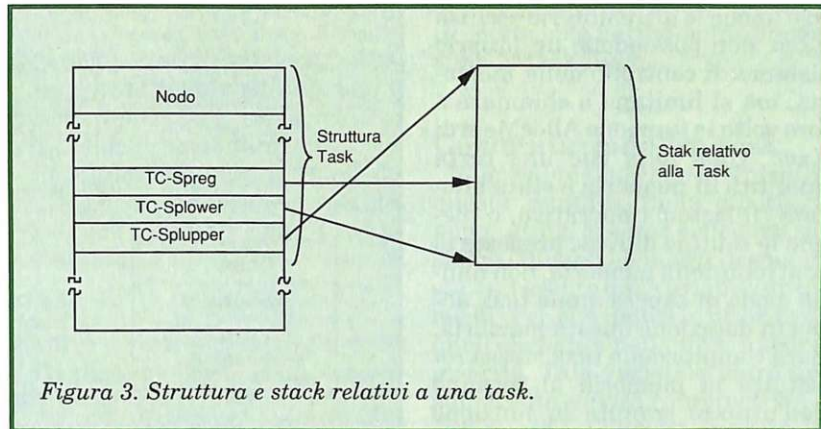 Nodo
Struttura
Task
TC-Spreg
TC-Splower
TC-Splupper
Stak relativo
alla Task
Figura 3. Struttura e stack relativi a una task.